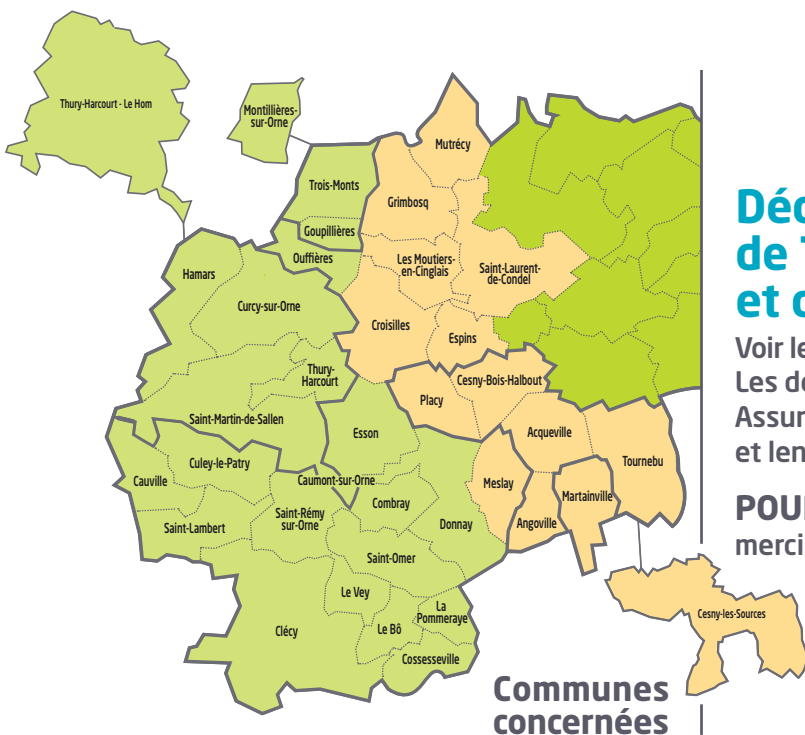 Thury-Harcourt - Le Hom
Montillières-
sur-Orne
Mutrécy
Trois-Monts
Grimbosq
Goupillières
Ouffières
Les Moutiers-
en-Cinglais
Saint-Laurent-
de-Condel
Hamars
Curcy-sur-Orne
Croisilles
Espins
Thury-
Harcourt
Cesny-Bois-Halbout
Placy
Saint-Martin-de-Sallen
Esson
Acqueville
Tournebu
Culey-le-Patry
Cauville
Caumont-sur-Orne
Meslay
Martainville
Combray
Saint-Lambert
Saint-Rémy
sur-Orne
Donnay
Angoville
Saint-Omer
Le Vey
La
Pommeraye
Clécy
Le Bô
Cossesseville
Cesny-les-Sources
Communes
concernées
Déc
de
et
Voir le
Les de
Assur
et len
POU
merci